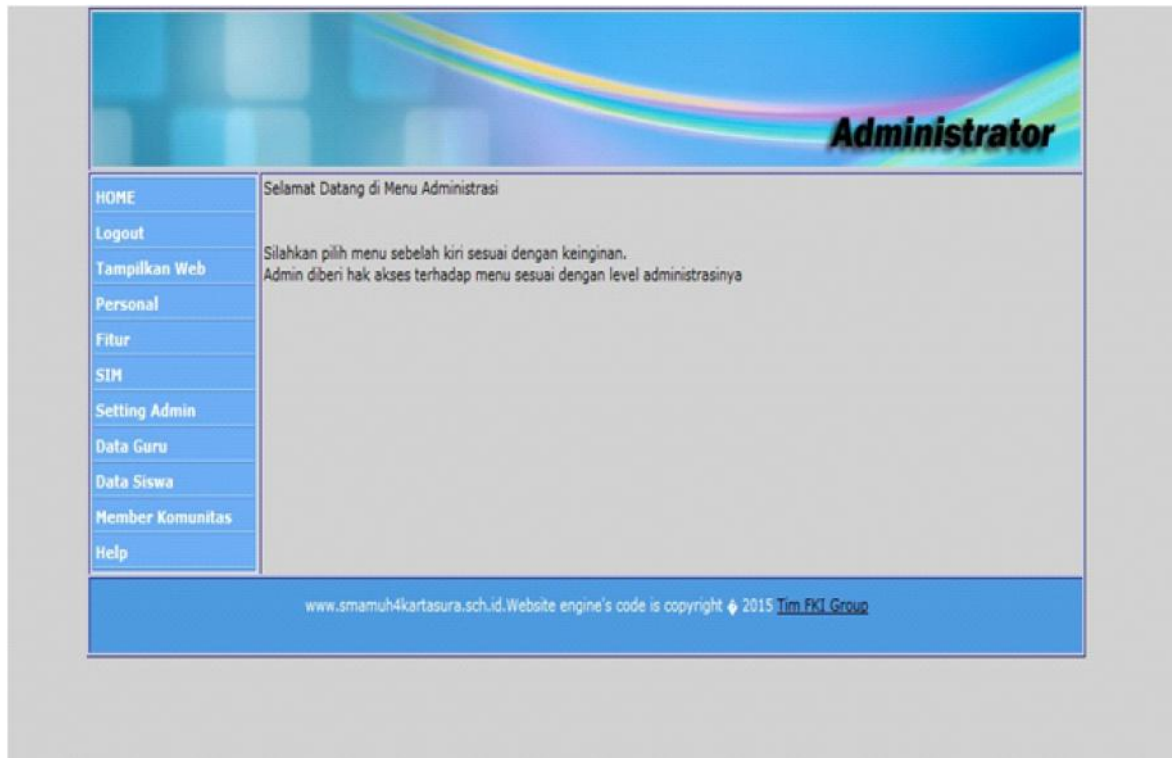 Administrator
HOME
Logout
Tampilkan Web
Personal
Fitur
SIM
Setting Admin
Data Guru
Data Siswa
Member Komunitas
Help
Selamat Datang di Menu Administrasi
Silahkan pilih menu sebelah kiri sesuai dengan keinginan.
Admin diberi hak akses terhadap menu sesuai dengan level administrasinya
www.smamuh4kartasura.sch.id.Website engine's code is copyright � 2015 Tim FKI Group